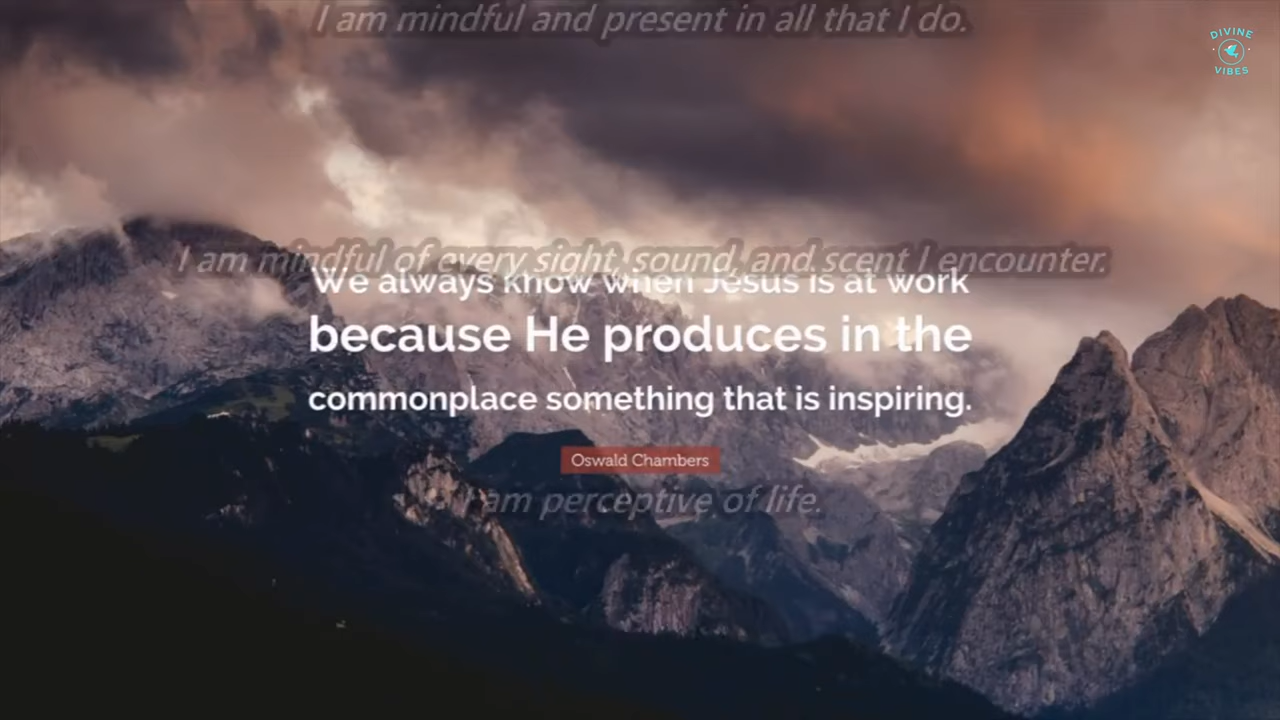 I am mindful and present in all that I do.
DIVINE
VIBES
I am mindful of every sight, sound, and scent I encounter.
We always know when Jesus is at work
because He produces in the
commonplace something that is inspiring.
Oswald Chambers
I am perceptive of life.